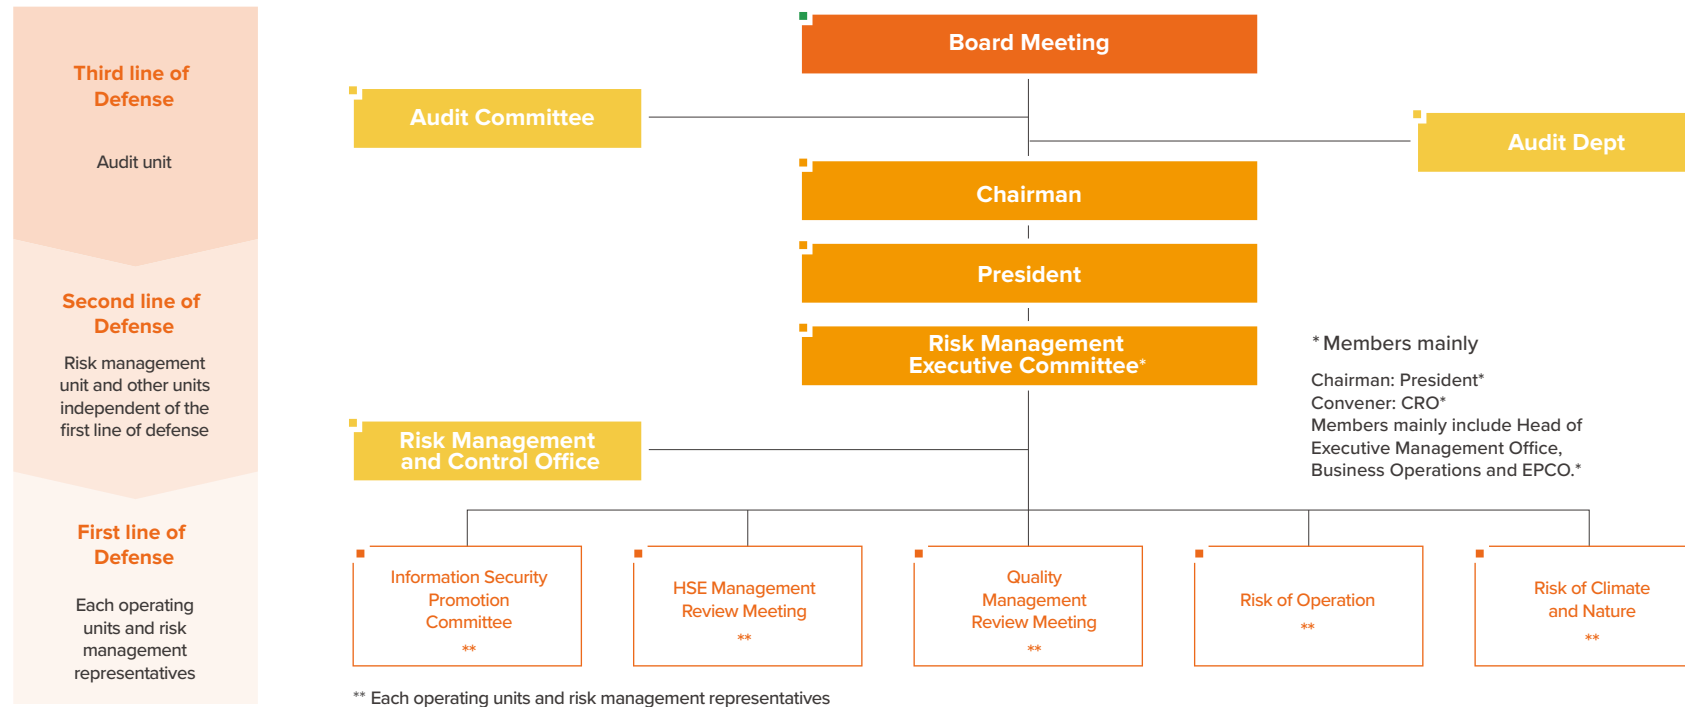 Third line of
Defense
Audit unit
Second line of
Defense
Risk management
unit and other units
independent of the
first line of defense
First line of
Defense
Each operating
units and risk
management
representatives
Board Meeting
Audit Committee
Audit Dept
Chairman
President
Risk Management
Executive Committee*
* Members mainly
Chairman: President*
Convener: CRO*
Members mainly include Head of
Executive Management Office,
Business Operations and EPCO.*
Risk Management
and Control Office
Information Security
Promotion
Committee
**
HSE Management
Review Meeting
**
Quality
Management
Review Meeting
**
Risk of Operation
**
Risk of Climate
and Nature
**
** Each operating units and risk management representatives